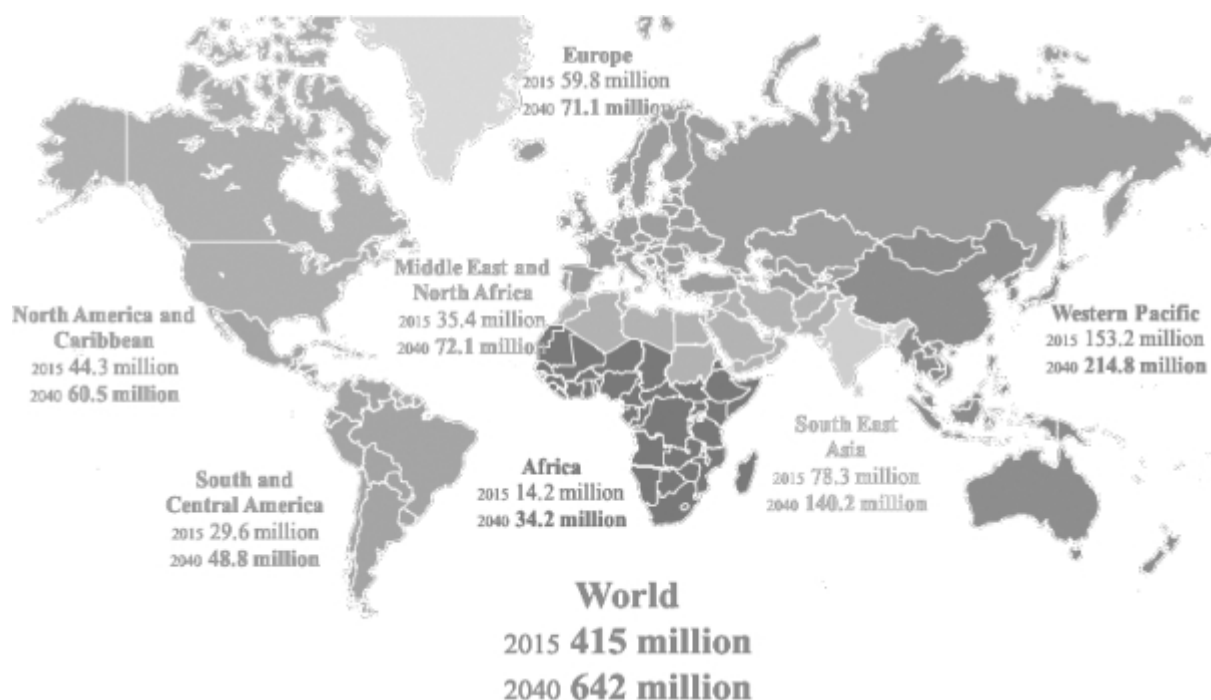 Europe
2015 59.8 million
2040 71.1 million
Middle East and
North Africa
2015 35.4 million
2040 72.1 million
North America and
Caribbean
2015 44.3 million
2040 60.5 million
Western Pacific
2015 153.2 million
2040 214.8 million
South and
Central America
2015 29.6 million
2040 48.8 million
Africa
2015 14.2 million
2040 34.2 million
South East
Asia
2015 78.3 million
2040 140.2 million
World
2015 415 million
2040 642 million